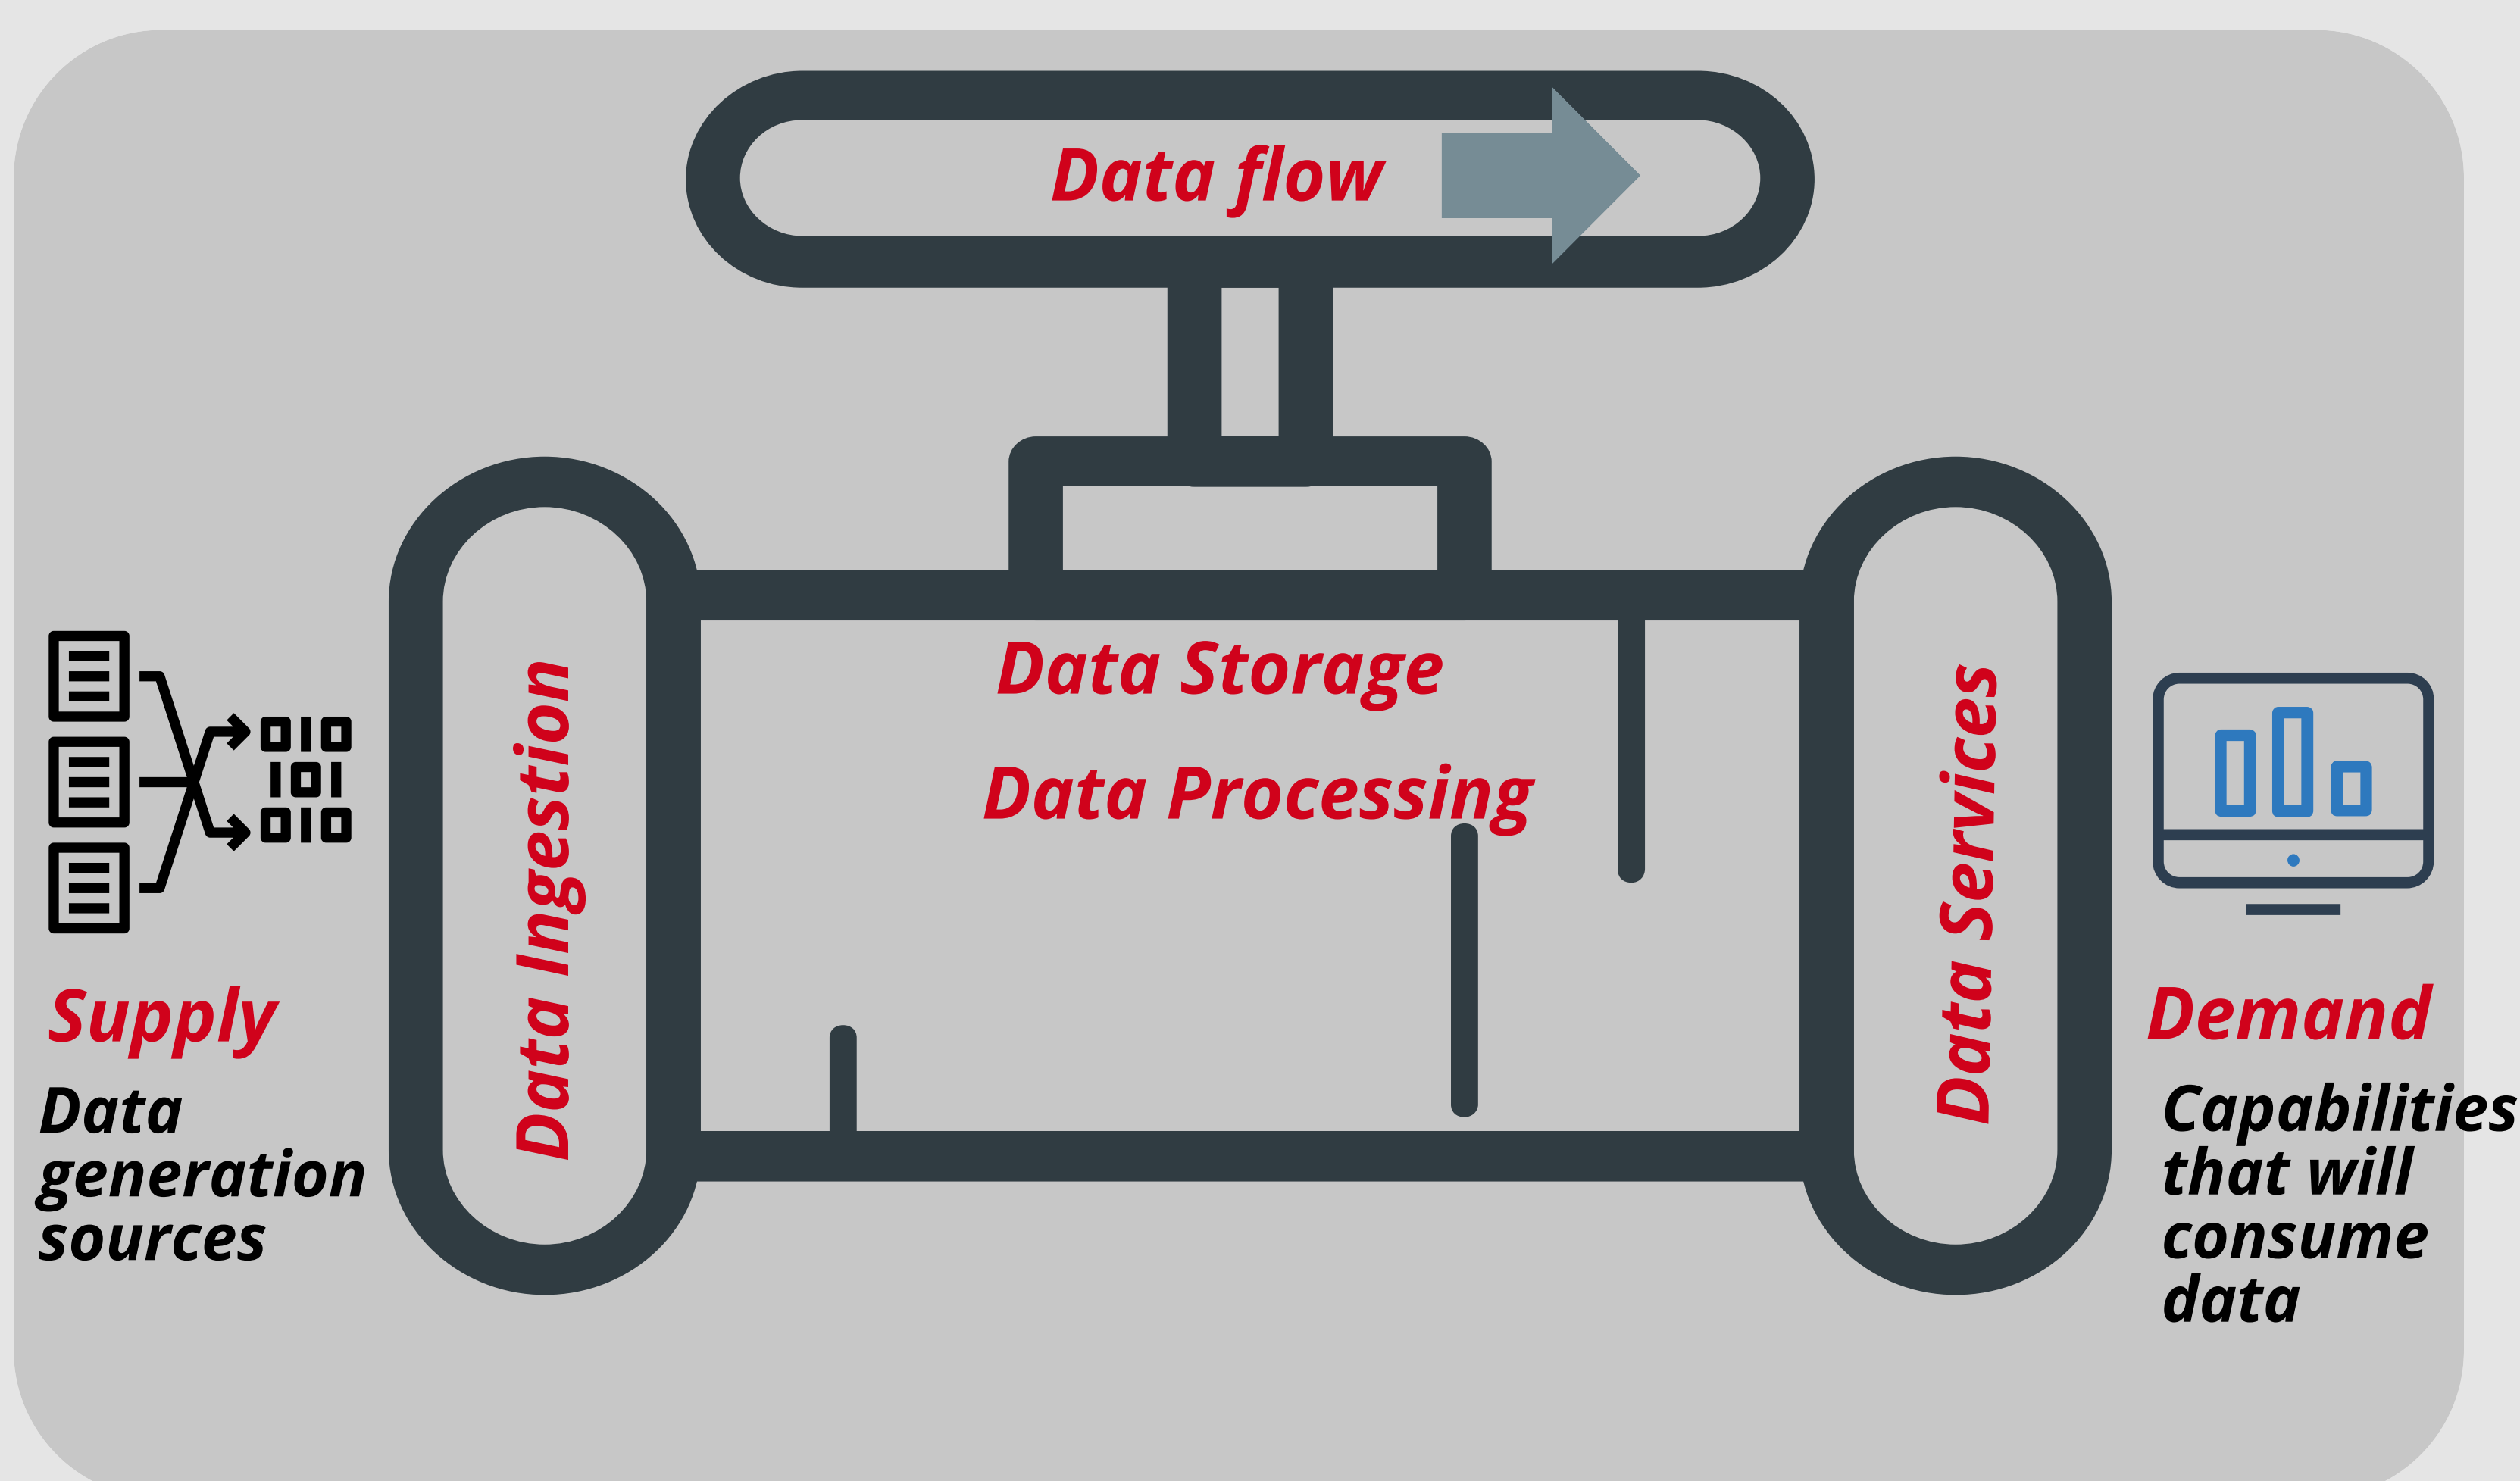 Data flow
Data Storage
Data Processing
Data Ingestion
Data Services
Supply
Data
generation
sources
Demand
Capabilities
that will
consume
data